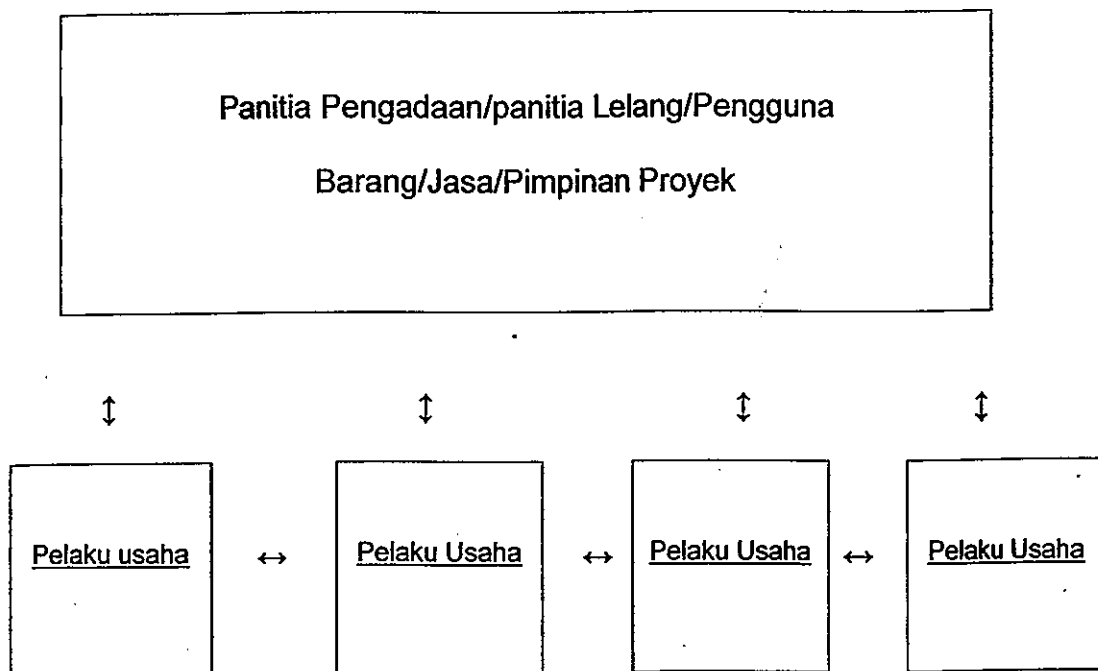 Panitia Pengadaan/panitia Lelang/Pengguna
Barang/Jasa/Pimpinan Proyek
↕ ↕ ↕ ↕
Pelaku usaha ↔ Pelaku Usaha ↔ Pelaku Usaha ↔ Pelaku Usaha